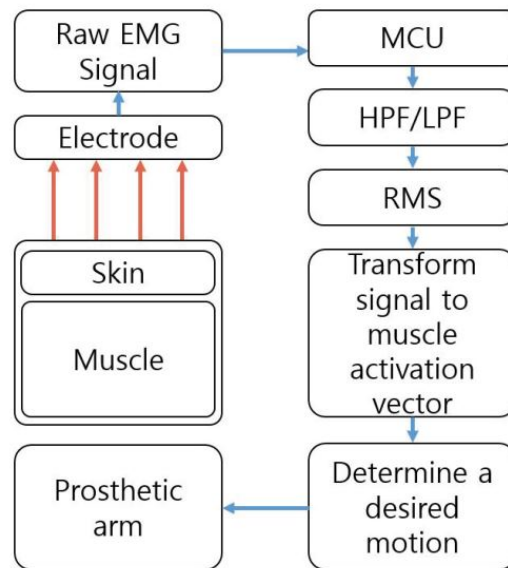 Raw EMG
Signal
Electrode
Skin
Muscle
MCU
HPF/LPF
RMS
Transform
signal to
muscle
activation
vector
Determine a
desired
motion
Prosthetic
arm